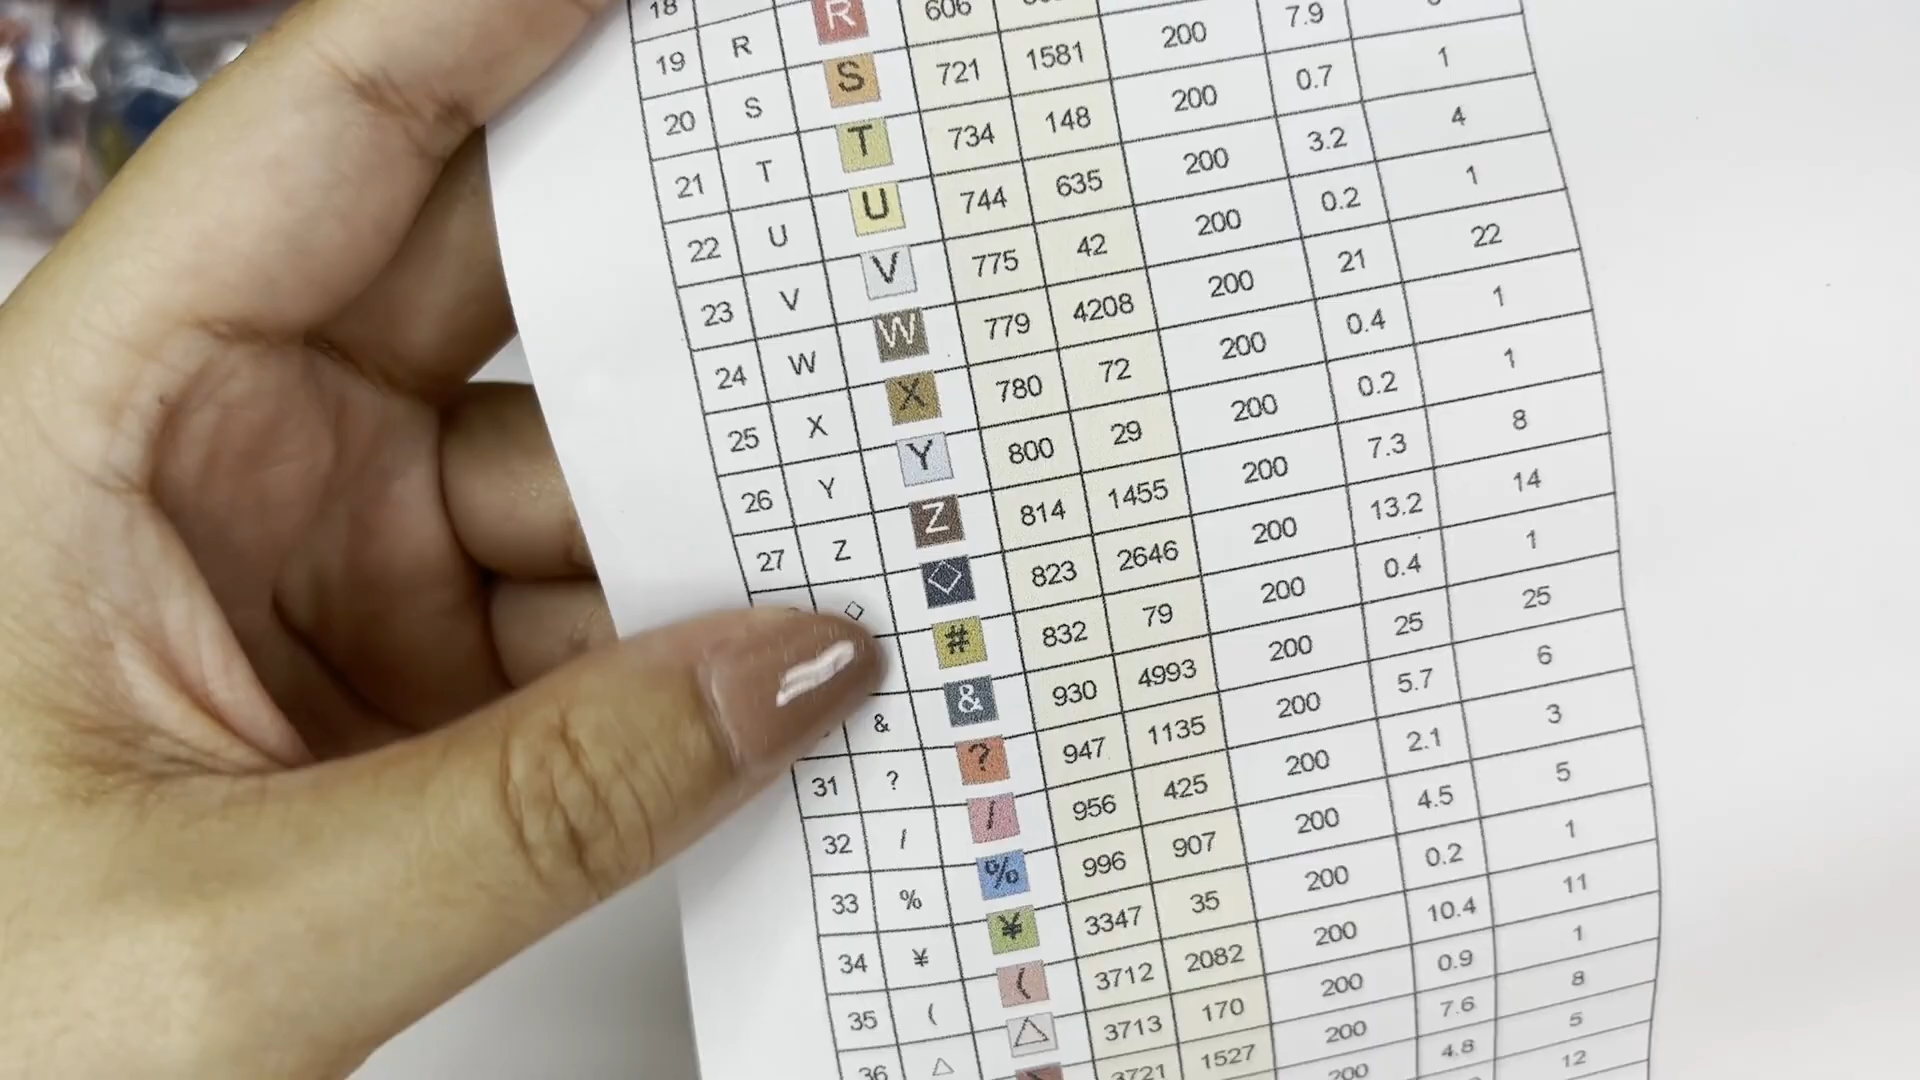 18
19 R R 606
20 S S 721 1581 200 7.9
21 T T 734 148 200 0.7 1
22 U U 744 635 200 3.2 4
23 V V 775 42 200 0.2 1
24 W W 779 4208 200 21 22
25 X X 780 72 200 0.4 1
26 Y Y 800 29 200 0.2 1
27 Z Z 814 1455 200 7.3 8
◇ ◇ 823 2646 200 13.2 14
# 832 79 200 0.4 1
& & 930 4993 200 25 25
31 ? ? 947 1135 200 5.7 6
32 / / 956 425 200 2.1 3
33 % % 996 907 200 4.5 5
34 ¥ ¥ 3347 35 200 0.2 1
35 ( ( 3712 2082 200 10.4 11
36 △ △ 3713 170 200 0.9 1
3721 1527 200 7.6 8
200 4.8 5
12